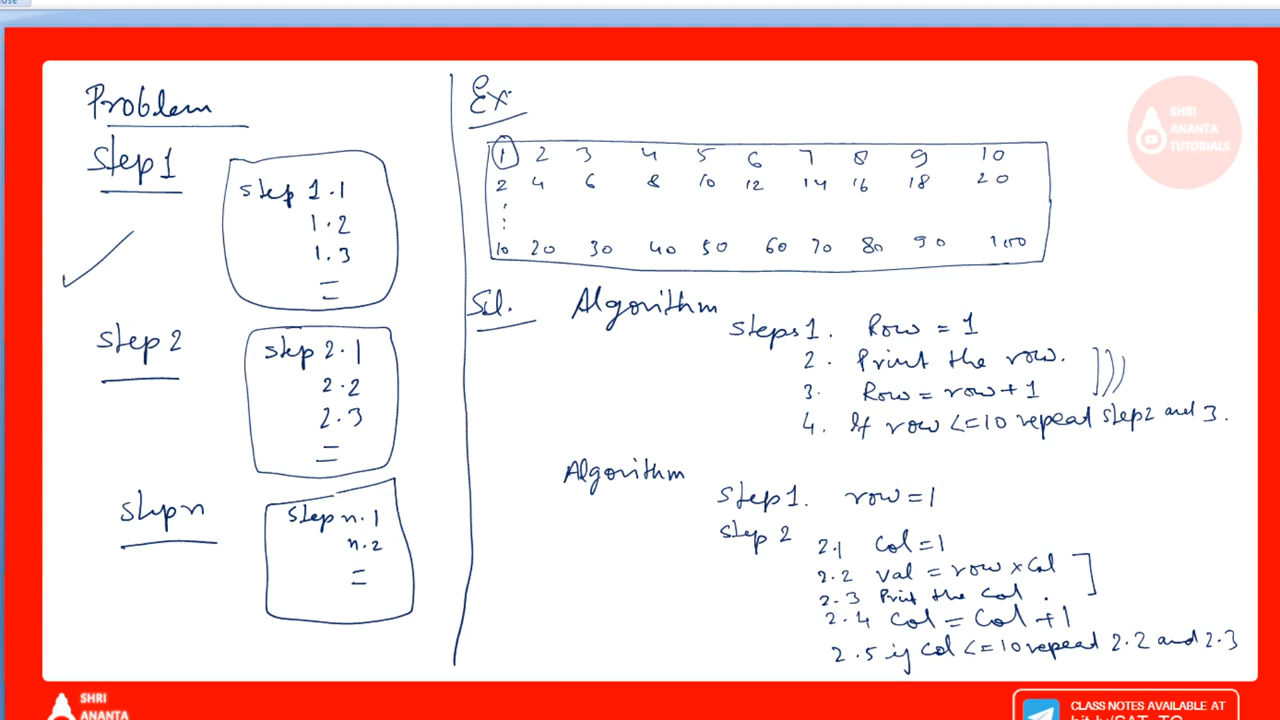 ose
Problem
Step1
step 1.1
1.2
1.3
step 2
step 2.1
2.2
2.3
step n
step n.1
n.2
Ex.
1 2 3 4 5 6 7 8 9 10
2 4 6 8 10 12 14 16 18 20
10 20 30 40 50 60 70 80 90 100
Sol. Algorithm
steps 1. Row = 1
2. Print the row.
3. Row = row + 1
4. If row <= 10 repeat step2 and 3.
Algorithm
Step1. row = 1
Step 2
2.1 Col = 1
2.2 val = row x Col
2.3 Print the Col.
2.4 Col = Col + 1
2.5 if Col <= 10 repeat 2.2 and 2.3
SHRI
ANANTA
TUTORIALS
SHRI
ANANTA
CLASS NOTES AVAILABLE AT